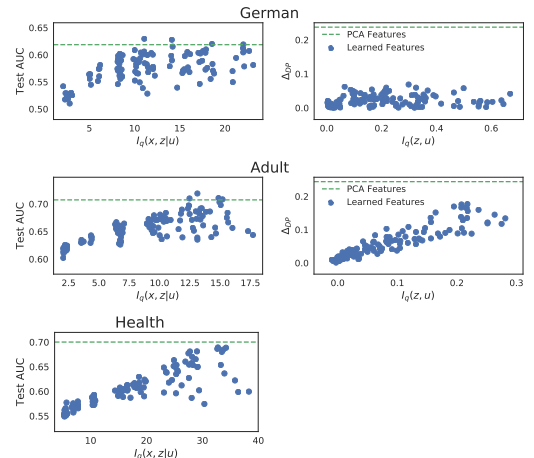 German
0.65
0.60
0.55
0.50
Test AUC
5
10
15
20
I_q(x, z|u)
0.2
0.1
0.0
Δ_DP
PCA Features
Learned Features
0.0
0.2
0.4
0.6
I_q(z, u)
Adult
0.70
0.65
0.60
Test AUC
2.5
5.0
7.5
10.0
12.5
15.0
17.5
I_q(x, z|u)
0.2
0.1
0.0
Δ_DP
PCA Features
Learned Features
0.0
0.1
0.2
0.3
I_q(z, u)
Health
0.70
0.65
0.60
0.55
Test AUC
10
20
30
40
I_q(x, z|u)